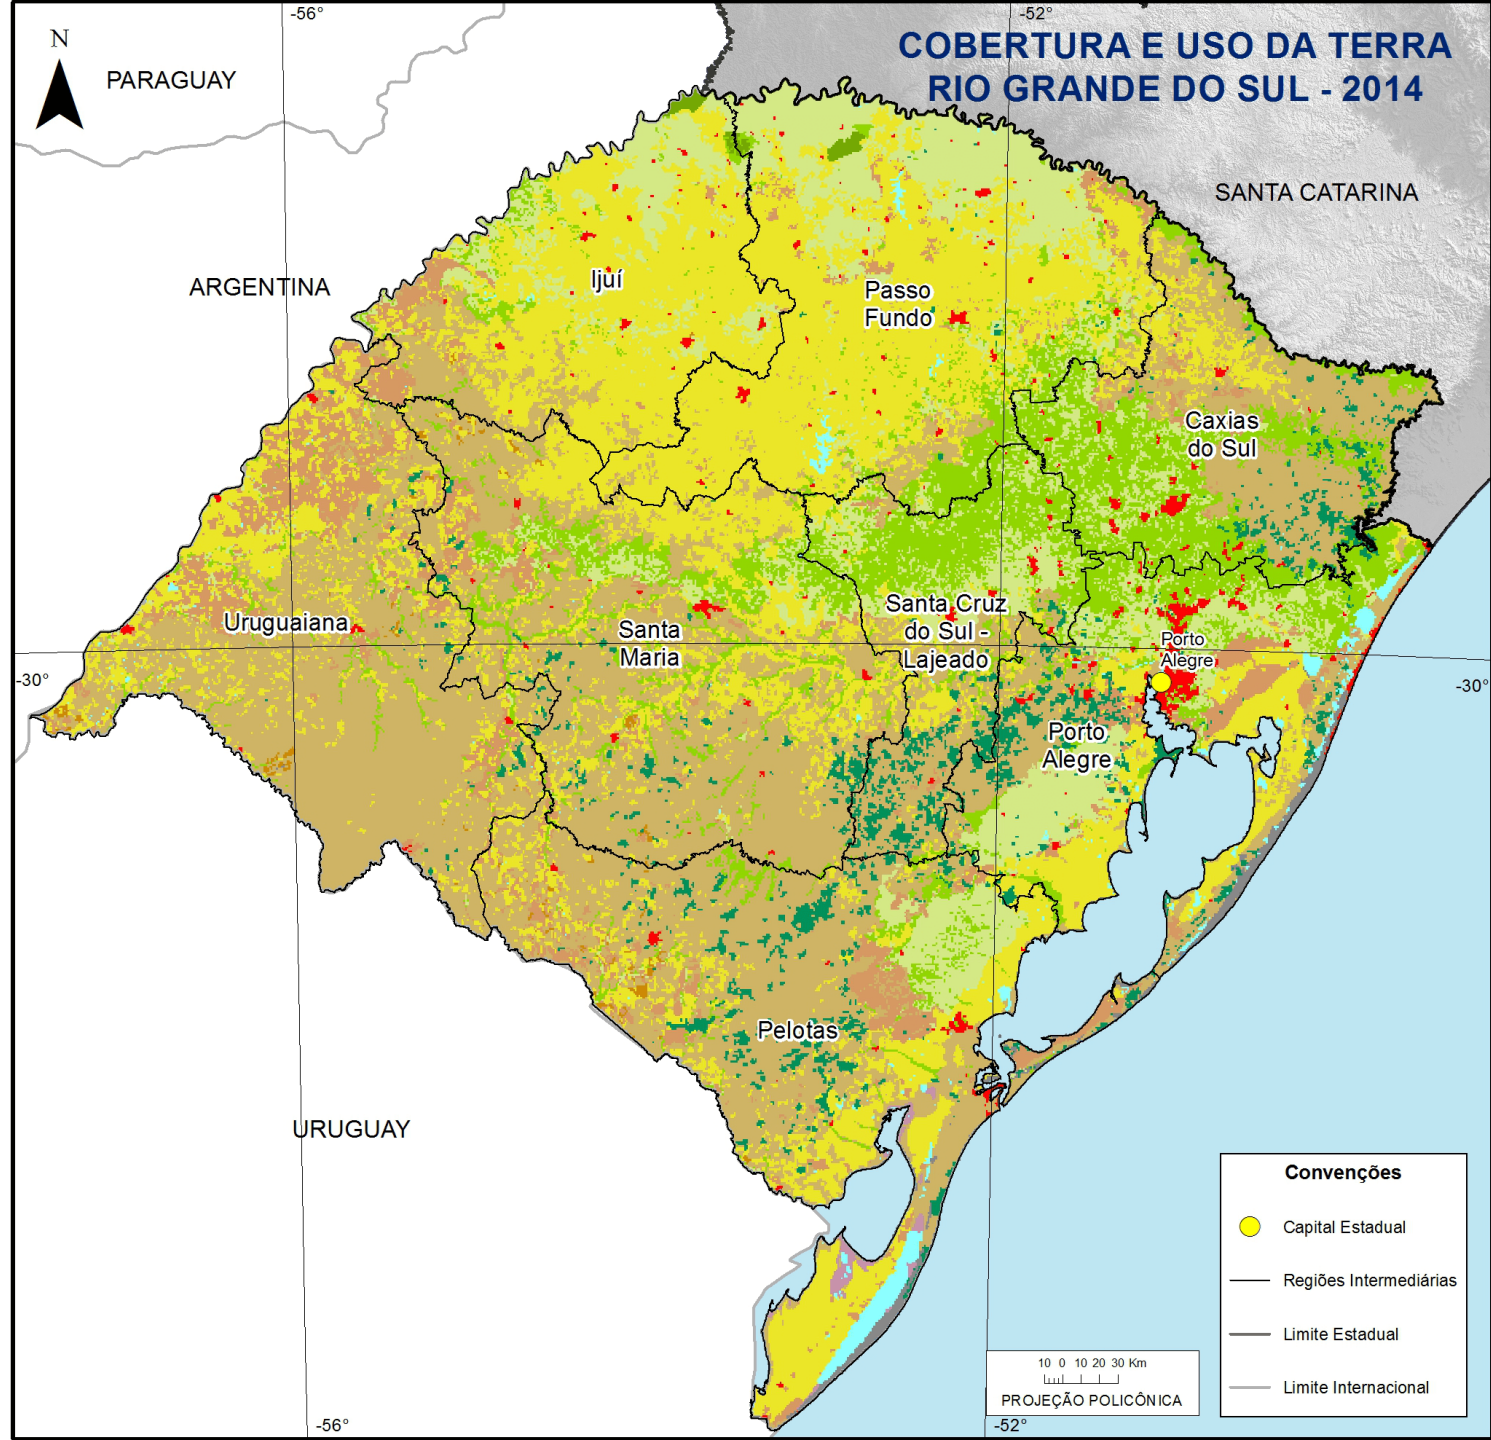 -56°
-52°
N
COBERTURA E USO DA TERRA
RIO GRANDE DO SUL - 2014
PARAGUAY
SANTA CATARINA
ARGENTINA
Ijuí
Passo
Fundo
Caxias
do Sul
Uruguaiana
Santa
Maria
Santa Cruz
do Sul -
Lajeado
Porto
Alegre
-30°
-30°
Porto
Alegre
Pelotas
URUGUAY
Convenções
Capital Estadual
Regiões Intermediárias
Limite Estadual
Limite Internacional
10 0 10 20 30 Km
PROJEÇÃO POLICÔNICA
-56°
-52°